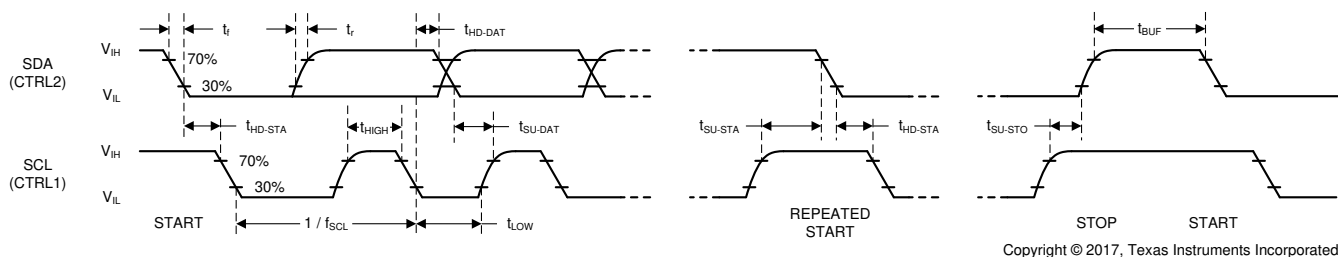 t_f t_r t_HD-DAT t_BUF
SDA (CTRL2)
V_IH
70%
30%
V_IL
t_HD-STA t_HIGH t_SU-DAT t_SU-STA t_HD-STA t_SU-STO
SCL (CTRL1)
V_IH
70%
30%
V_IL
START 1 / f_SCL t_LOW
REPEATED START
STOP START
Copyright © 2017, Texas Instruments Incorporated